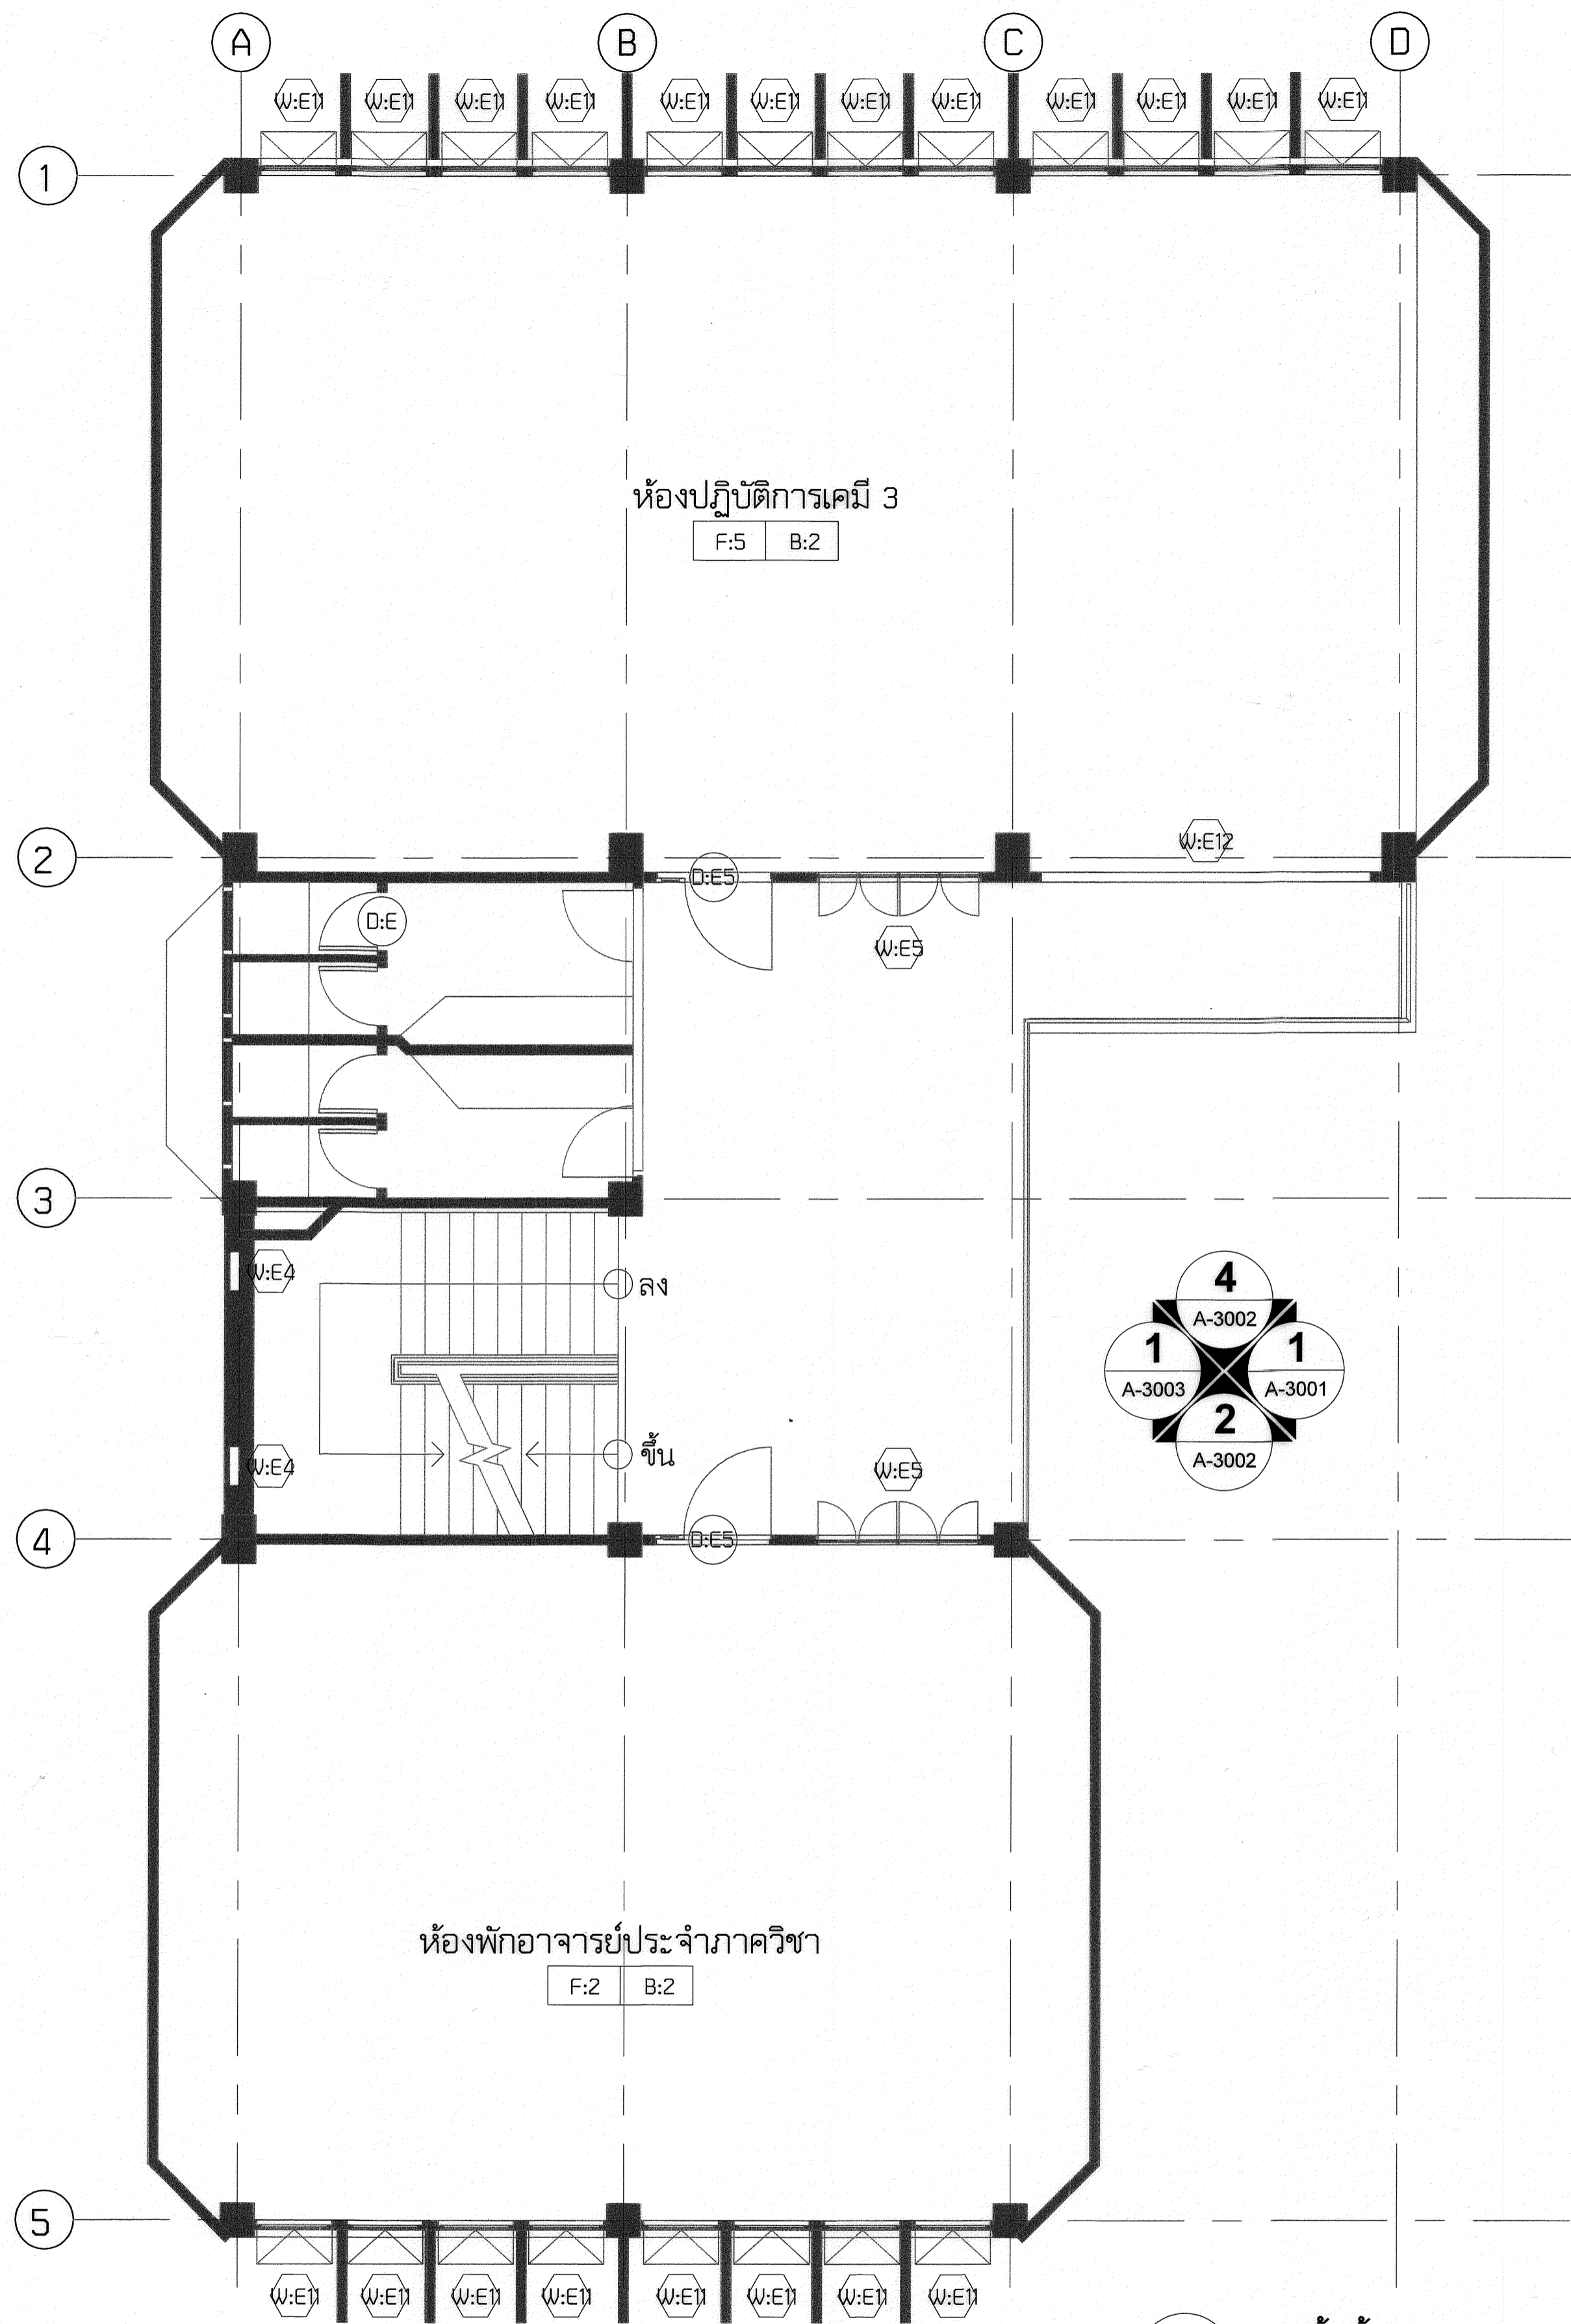 A B C D
W:E11 W:E11 W:E11 W:E11 W:E11 W:E11 W:E11 W:E11 W:E11 W:E11 W:E11 W:E11
1
ห้องปฏิบัติการเคมี 3
F:5 B:2
W:E12
2
D:E5
D:E
W:E5
3
W:E4
ลง
4
A-3002
1 1
A-3003 A-3001
2
A-3002
ขึ้น
W:E4
W:E5
4
D:E5
ห้องพักอาจารย์ประจำภาควิชา
F:2 B:2
5
W:E11 W:E11 W:E11 W:E11 W:E11 W:E11 W:E11 W:E11